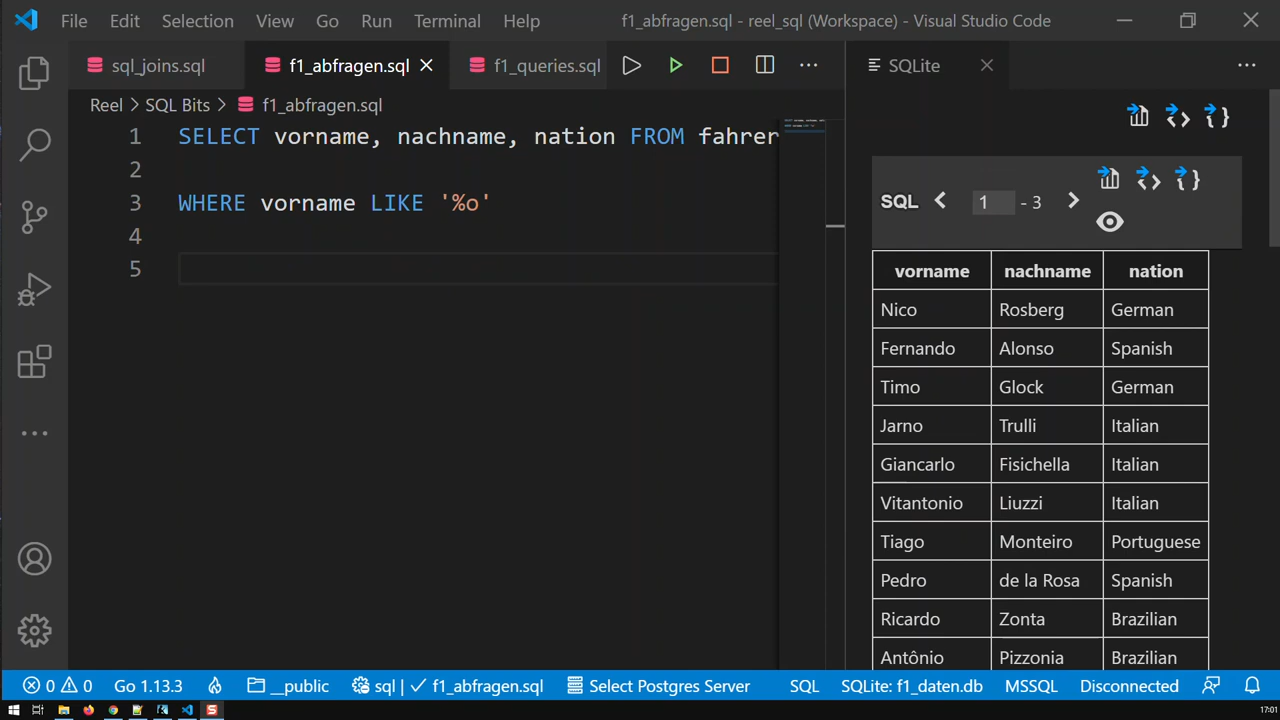 File Edit Selection View Go Run Terminal Help f1_abfragen.sql - reel_sql (Workspace) - Visual Studio Code
sql_joins.sql f1_abfragen.sql f1_queries.sql SQLite
Reel > SQL Bits > f1_abfragen.sql
1 SELECT vorname, nachname, nation FROM fahrer
2
3 WHERE vorname LIKE '%o'
4
5
SQL 1 - 3
vorname nachname nation
Nico Rosberg German
Fernando Alonso Spanish
Timo Glock German
Jarno Trulli Italian
Giancarlo Fisichella Italian
Vitantonio Liuzzi Italian
Tiago Monteiro Portuguese
Pedro de la Rosa Spanish
Ricardo Zonta Brazilian
Antônio Pizzonia Brazilian
0 0 Go 1.13.3 __public sql | ✓ f1_abfragen.sql Select Postgres Server SQL SQLite: f1_daten.db MSSQL Disconnected
17:01